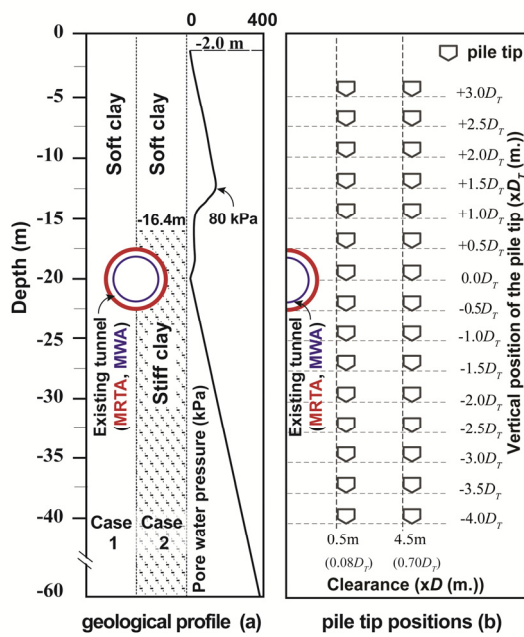 0 400
-2.0 m
0
-5
-10
-15
-20
-25
-30
-35
-40
-60
Depth (m)
Soft clay
Soft clay
-16.4m
80 kPa
Stiff clay
Existing tunnel
(MRTA, MWA)
Pore water pressure (kPa)
Case
1
Case
2
geological profile (a)
pile tip
+3.0D_T
+2.5D_T
+2.0D_T
+1.5D_T
+1.0D_T
+0.5D_T
0.0D_T
-0.5D_T
-1.0D_T
-1.5D_T
-2.0D_T
-2.5D_T
-3.0D_T
-3.5D_T
-4.0D_T
Vertical position of the pile tip (xD_T (m.))
Existing tunnel
(MRTA, MWA)
0.5m 4.5m
(0.08D_T) (0.70D_T)
Clearance (xD (m.))
pile tip positions (b)